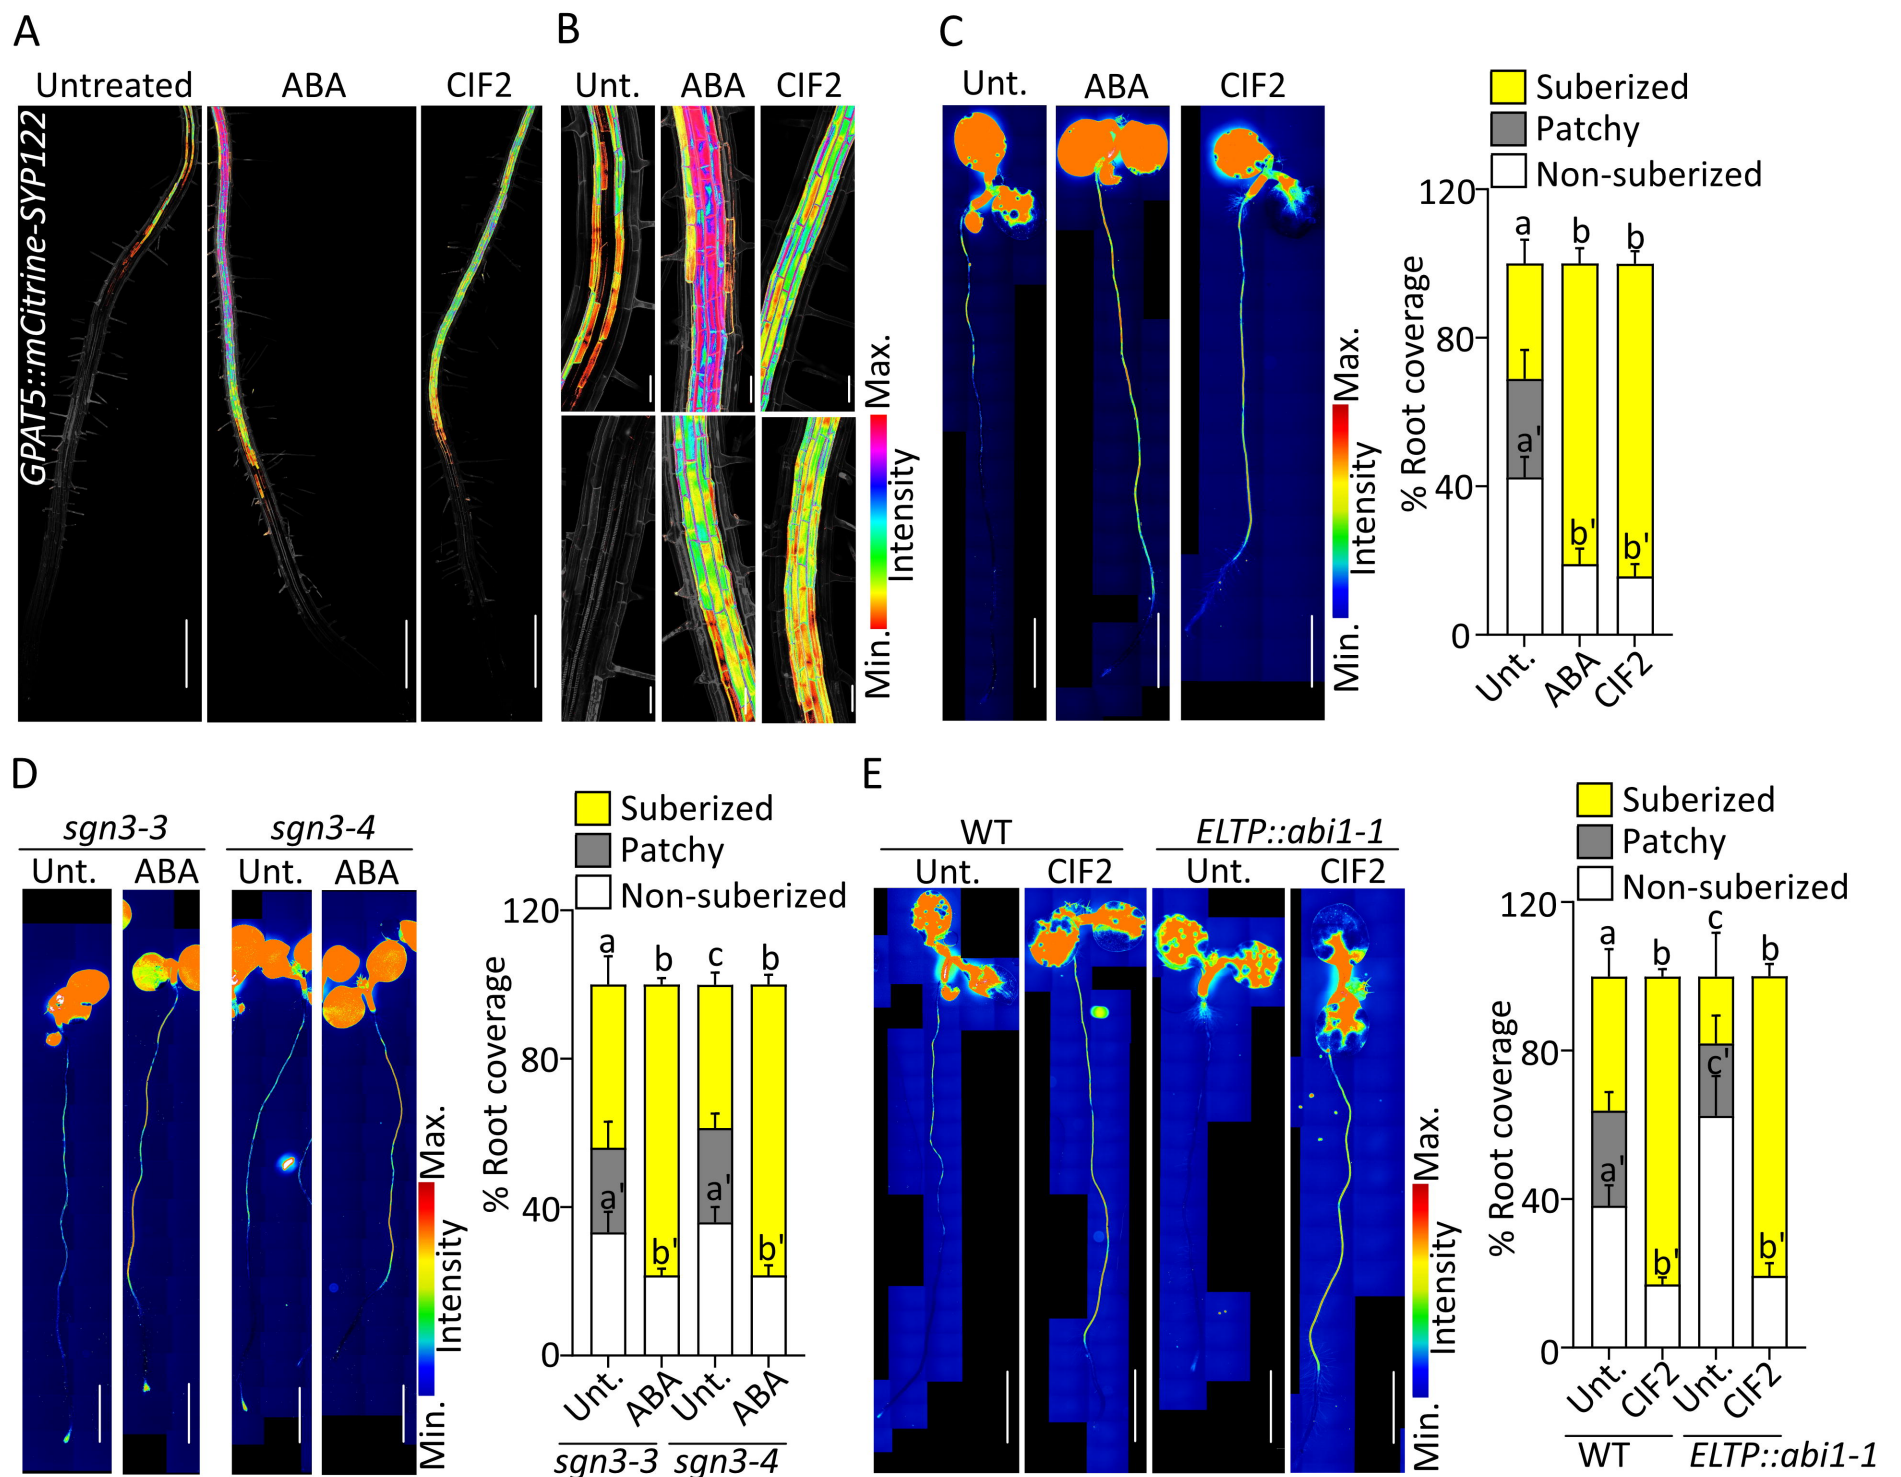 A
Untreated
ABA
CIF2
GPAT5::mCitrine-SYP122
B
Unt.
ABA
CIF2
Max.
Intensity
Min.
C
Unt.
ABA
CIF2
Max.
Intensity
Min.
Suberized
Patchy
Non-suberized
% Root coverage
120
80
40
0
a
b
b
a'
b'
b'
Unt.
ABA
CIF2
D
sgn3-3
sgn3-4
Unt.
ABA
Unt.
ABA
Max.
Intensity
Min.
Suberized
Patchy
Non-suberized
% Root coverage
120
80
40
0
a
b
c
b
a'
b'
a'
b'
Unt.
ABA
Unt.
ABA
sgn3-3
sgn3-4
E
WT
ELTP::abi1-1
Unt.
CIF2
Unt.
CIF2
Max.
Intensity
Min.
Suberized
Patchy
Non-suberized
% Root coverage
120
80
40
0
a
b
c
b
a'
b'
c'
b'
Unt.
CIF2
Unt.
CIF2
WT
ELTP::abi1-1